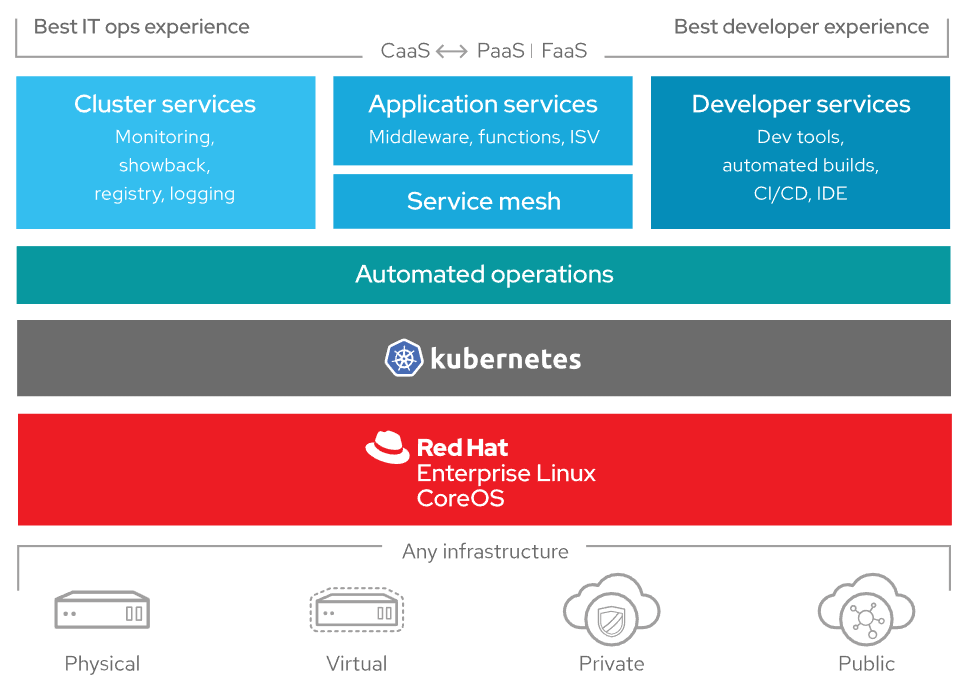 Best IT ops experience
Best developer experience
CaaS ↔ PaaS | FaaS
Cluster services
Monitoring,
showback,
registry, logging
Application services
Middleware, functions, ISV
Service mesh
Developer services
Dev tools,
automated builds,
CI/CD, IDE
Automated operations
kubernetes
Red Hat
Enterprise Linux
CoreOS
Any infrastructure
Physical
Virtual
Private
Public